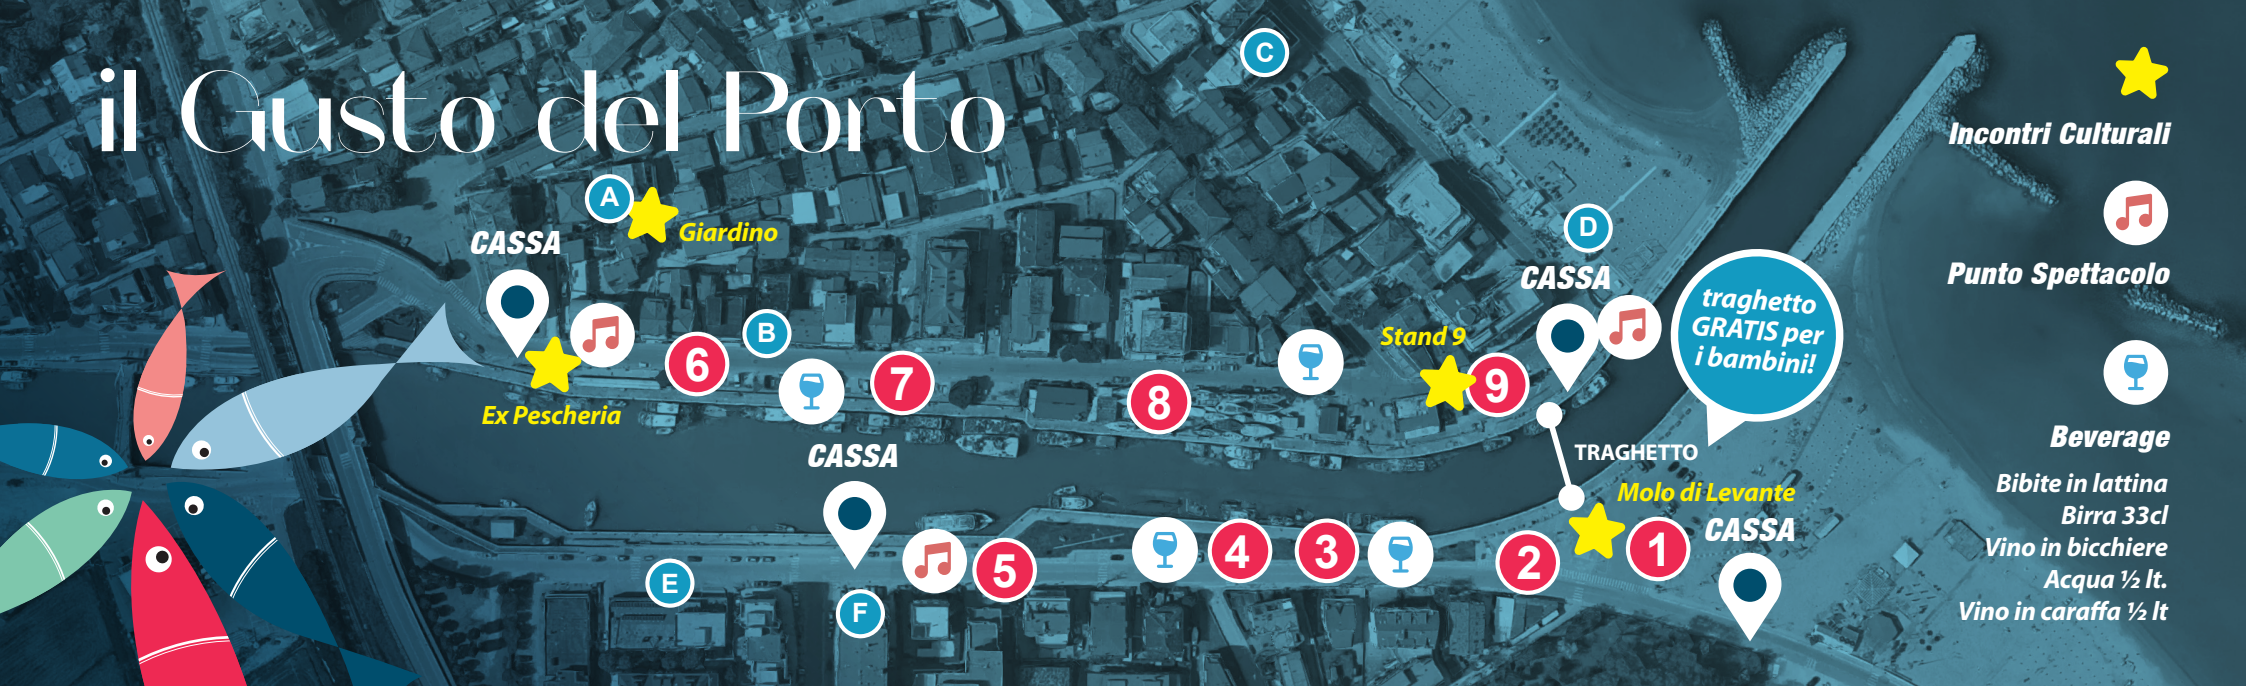 il Gusto del Porto
C
A
Giardino
CASSA
Ex Pescheria
6
B
7
8
Stand 9
9
D
CASSA
traghetto
GRATIS per
i bambini!
TRAGHETTO
Molo di Levante
CASSA
1
2
3
4
5
CASSA
E
F
Incontri Culturali
Punto Spettacolo
Beverage
Bibite in lattina
Birra 33cl
Vino in bicchiere
Acqua ½ lt.
Vino in caraffa ½ lt